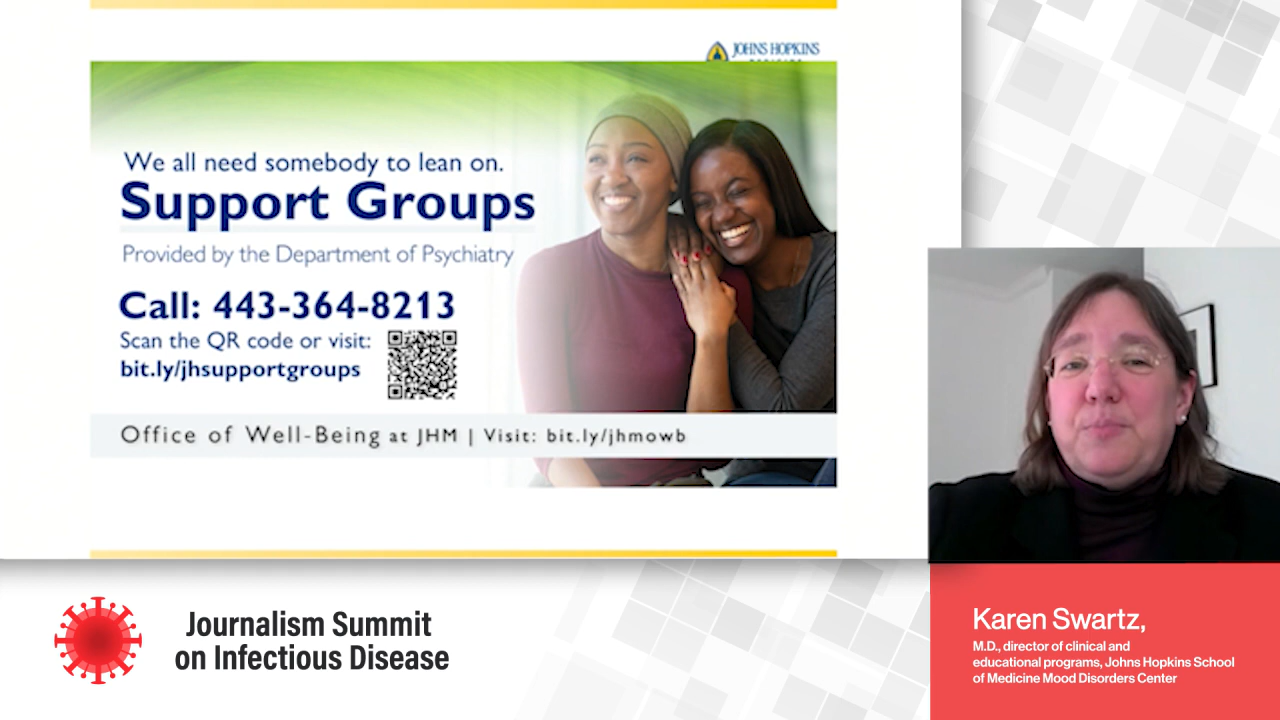 JOHNS HOPKINS
We all need somebody to lean on.
Support Groups
Provided by the Department of Psychiatry
Call: 443-364-8213
Scan the QR code or visit:
bit.ly/jhsupportgroups
Office of Well-Being at JHM | Visit: bit.ly/jhmowb
Journalism Summit
on Infectious Disease
Karen Swartz,
M.D., director of clinical and
educational programs, Johns Hopkins School
of Medicine Mood Disorders Center